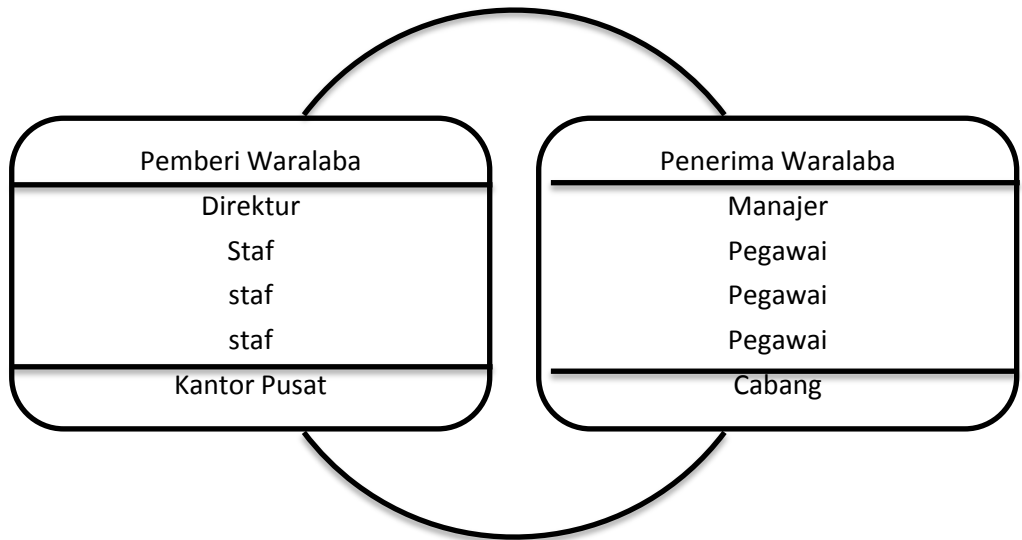 Pemberi Waralaba
Direktur
Staf
staf
staf
Kantor Pusat
Penerima Waralaba
Manajer
Pegawai
Pegawai
Pegawai
Cabang